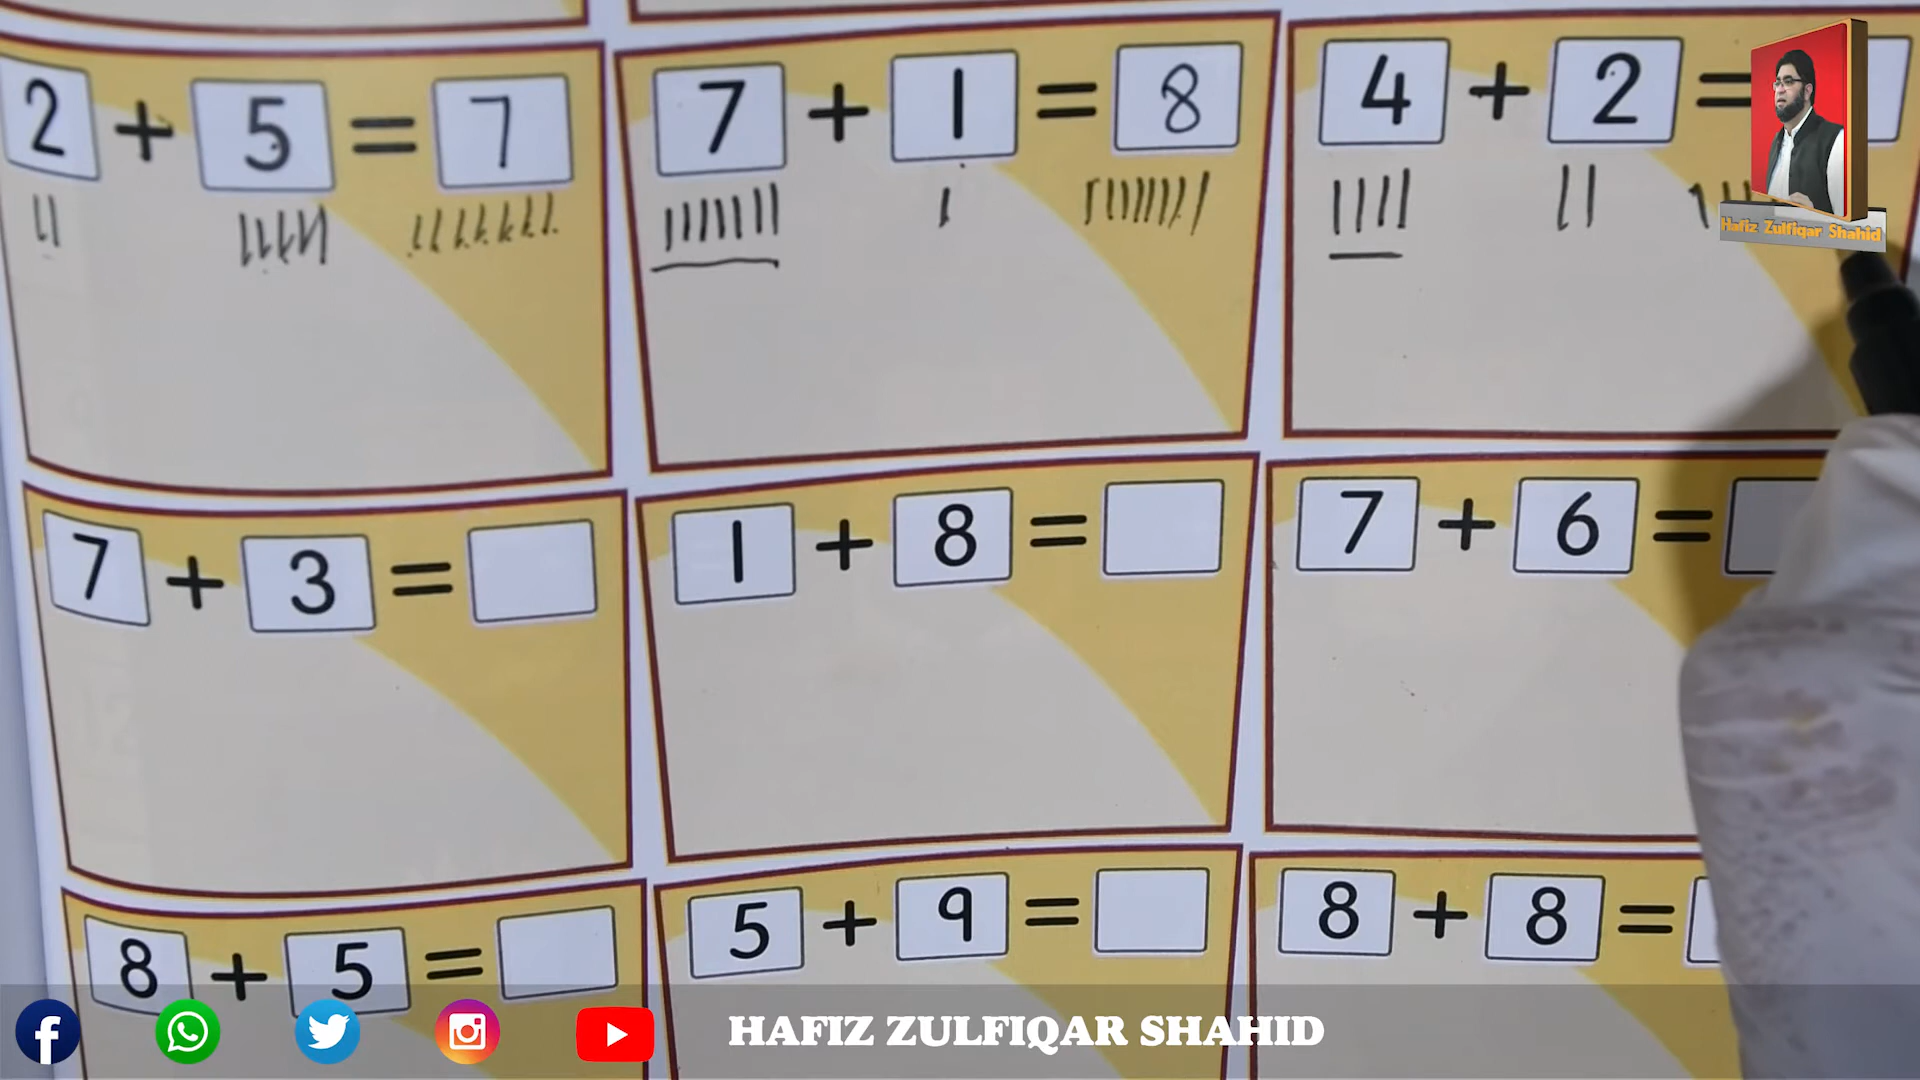 2 + 5 = 7
7 + 1 = 8
4 + 2 =
Hafiz Zulfiqar Shahid
7 + 3 =
1 + 8 =
7 + 6 =
8 + 5 =
5 + 9 =
8 + 8 =
HAFIZ ZULFIQAR SHAHID